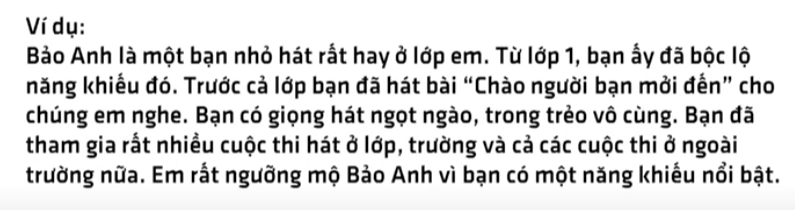 Ví dụ:
Bảo Anh là một bạn nhỏ hát rất hay ở lớp em. Từ lớp 1, bạn ấy đã bộc lộ
năng khiếu đó. Trước cả lớp bạn đã hát bài “Chào người bạn mới đến” cho
chúng em nghe. Bạn có giọng hát ngọt ngào, trong trẻo vô cùng. Bạn đã
tham gia rất nhiều cuộc thi hát ở lớp, trường và cả các cuộc thi ở ngoài
trường nữa. Em rất ngưỡng mộ Bảo Anh vì bạn có một năng khiếu nổi bật.